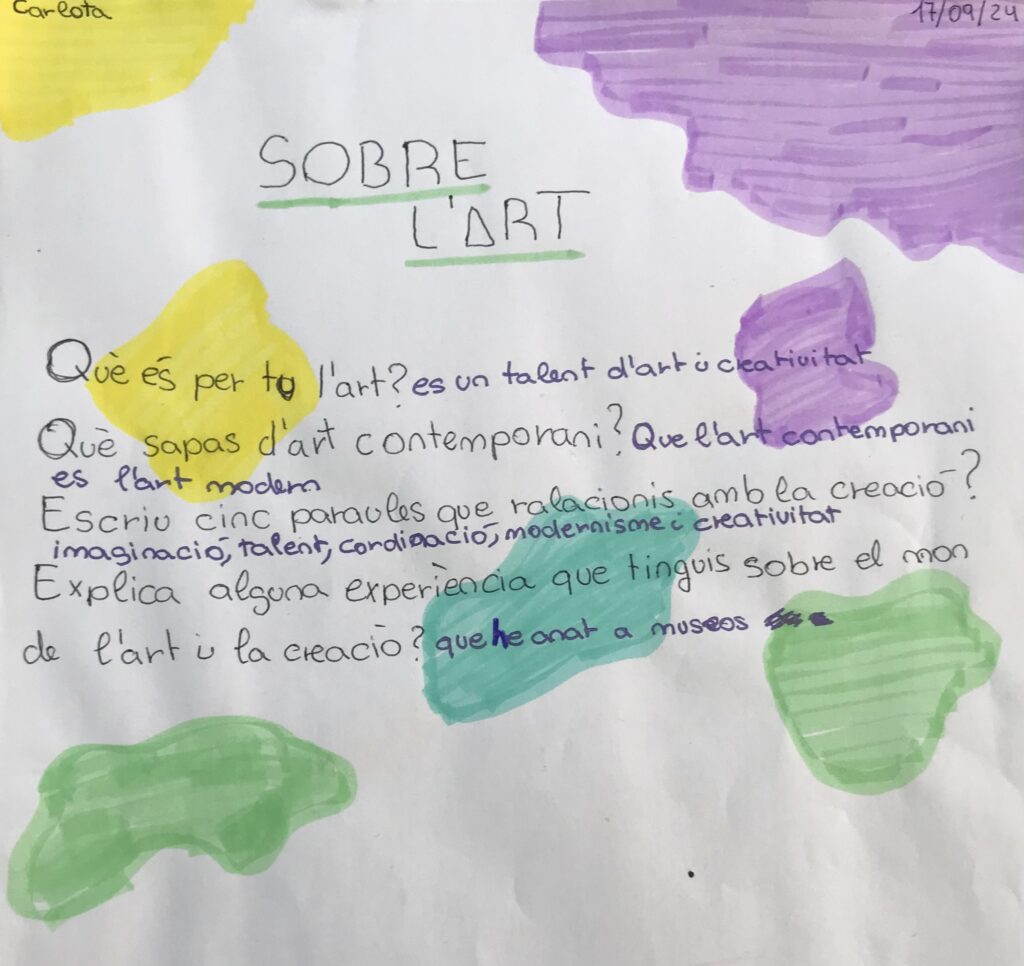 Carlota
17/09/24
SOBRE
L'ART
Què és per tu l'art? es un talent d'art i creativitat
Què sapas d'art contemporani? Que l'art contemporani
es l'art modern
Escriu cinc paraules que ralacionis amb la creació?
imaginació, talent, cordinació, modernisme i creativitat
Explica alguna experiència que tinguis sobre el mon
de l'art i la creació? que he anat a museos